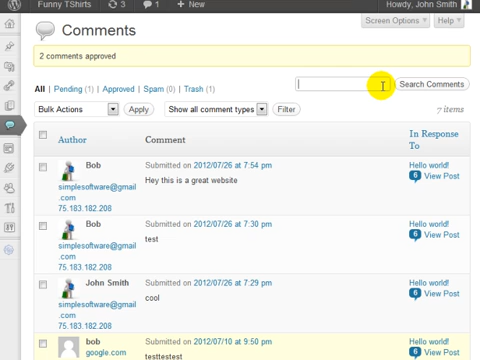 Funny TShirts 3 1 + New Howdy, John Smith
Screen Options Help
Comments
2 comments approved
All | Pending (1) | Approved | Spam (0) | Trash (1)
Search Comments
Bulk Actions Apply Show all comment types Filter 7 items
Author Comment In Response To
Bob
simplesoftware@gmail
.com
75.183.182.208
Submitted on 2012/07/26 at 7:54 pm
Hey this is a great website
Hello world!
6 View Post
Bob
simplesoftware@gmail
.com
75.183.182.208
Submitted on 2012/07/26 at 7:30 pm
test
Hello world!
6 View Post
John Smith
simplesoftware@gmail
.com
75.183.182.208
Submitted on 2012/07/26 at 7:29 pm
cool
Hello world!
6 View Post
bob
google.com
Submitted on 2012/07/10 at 9:50 pm
testtestest
Hello world!
6 View Post